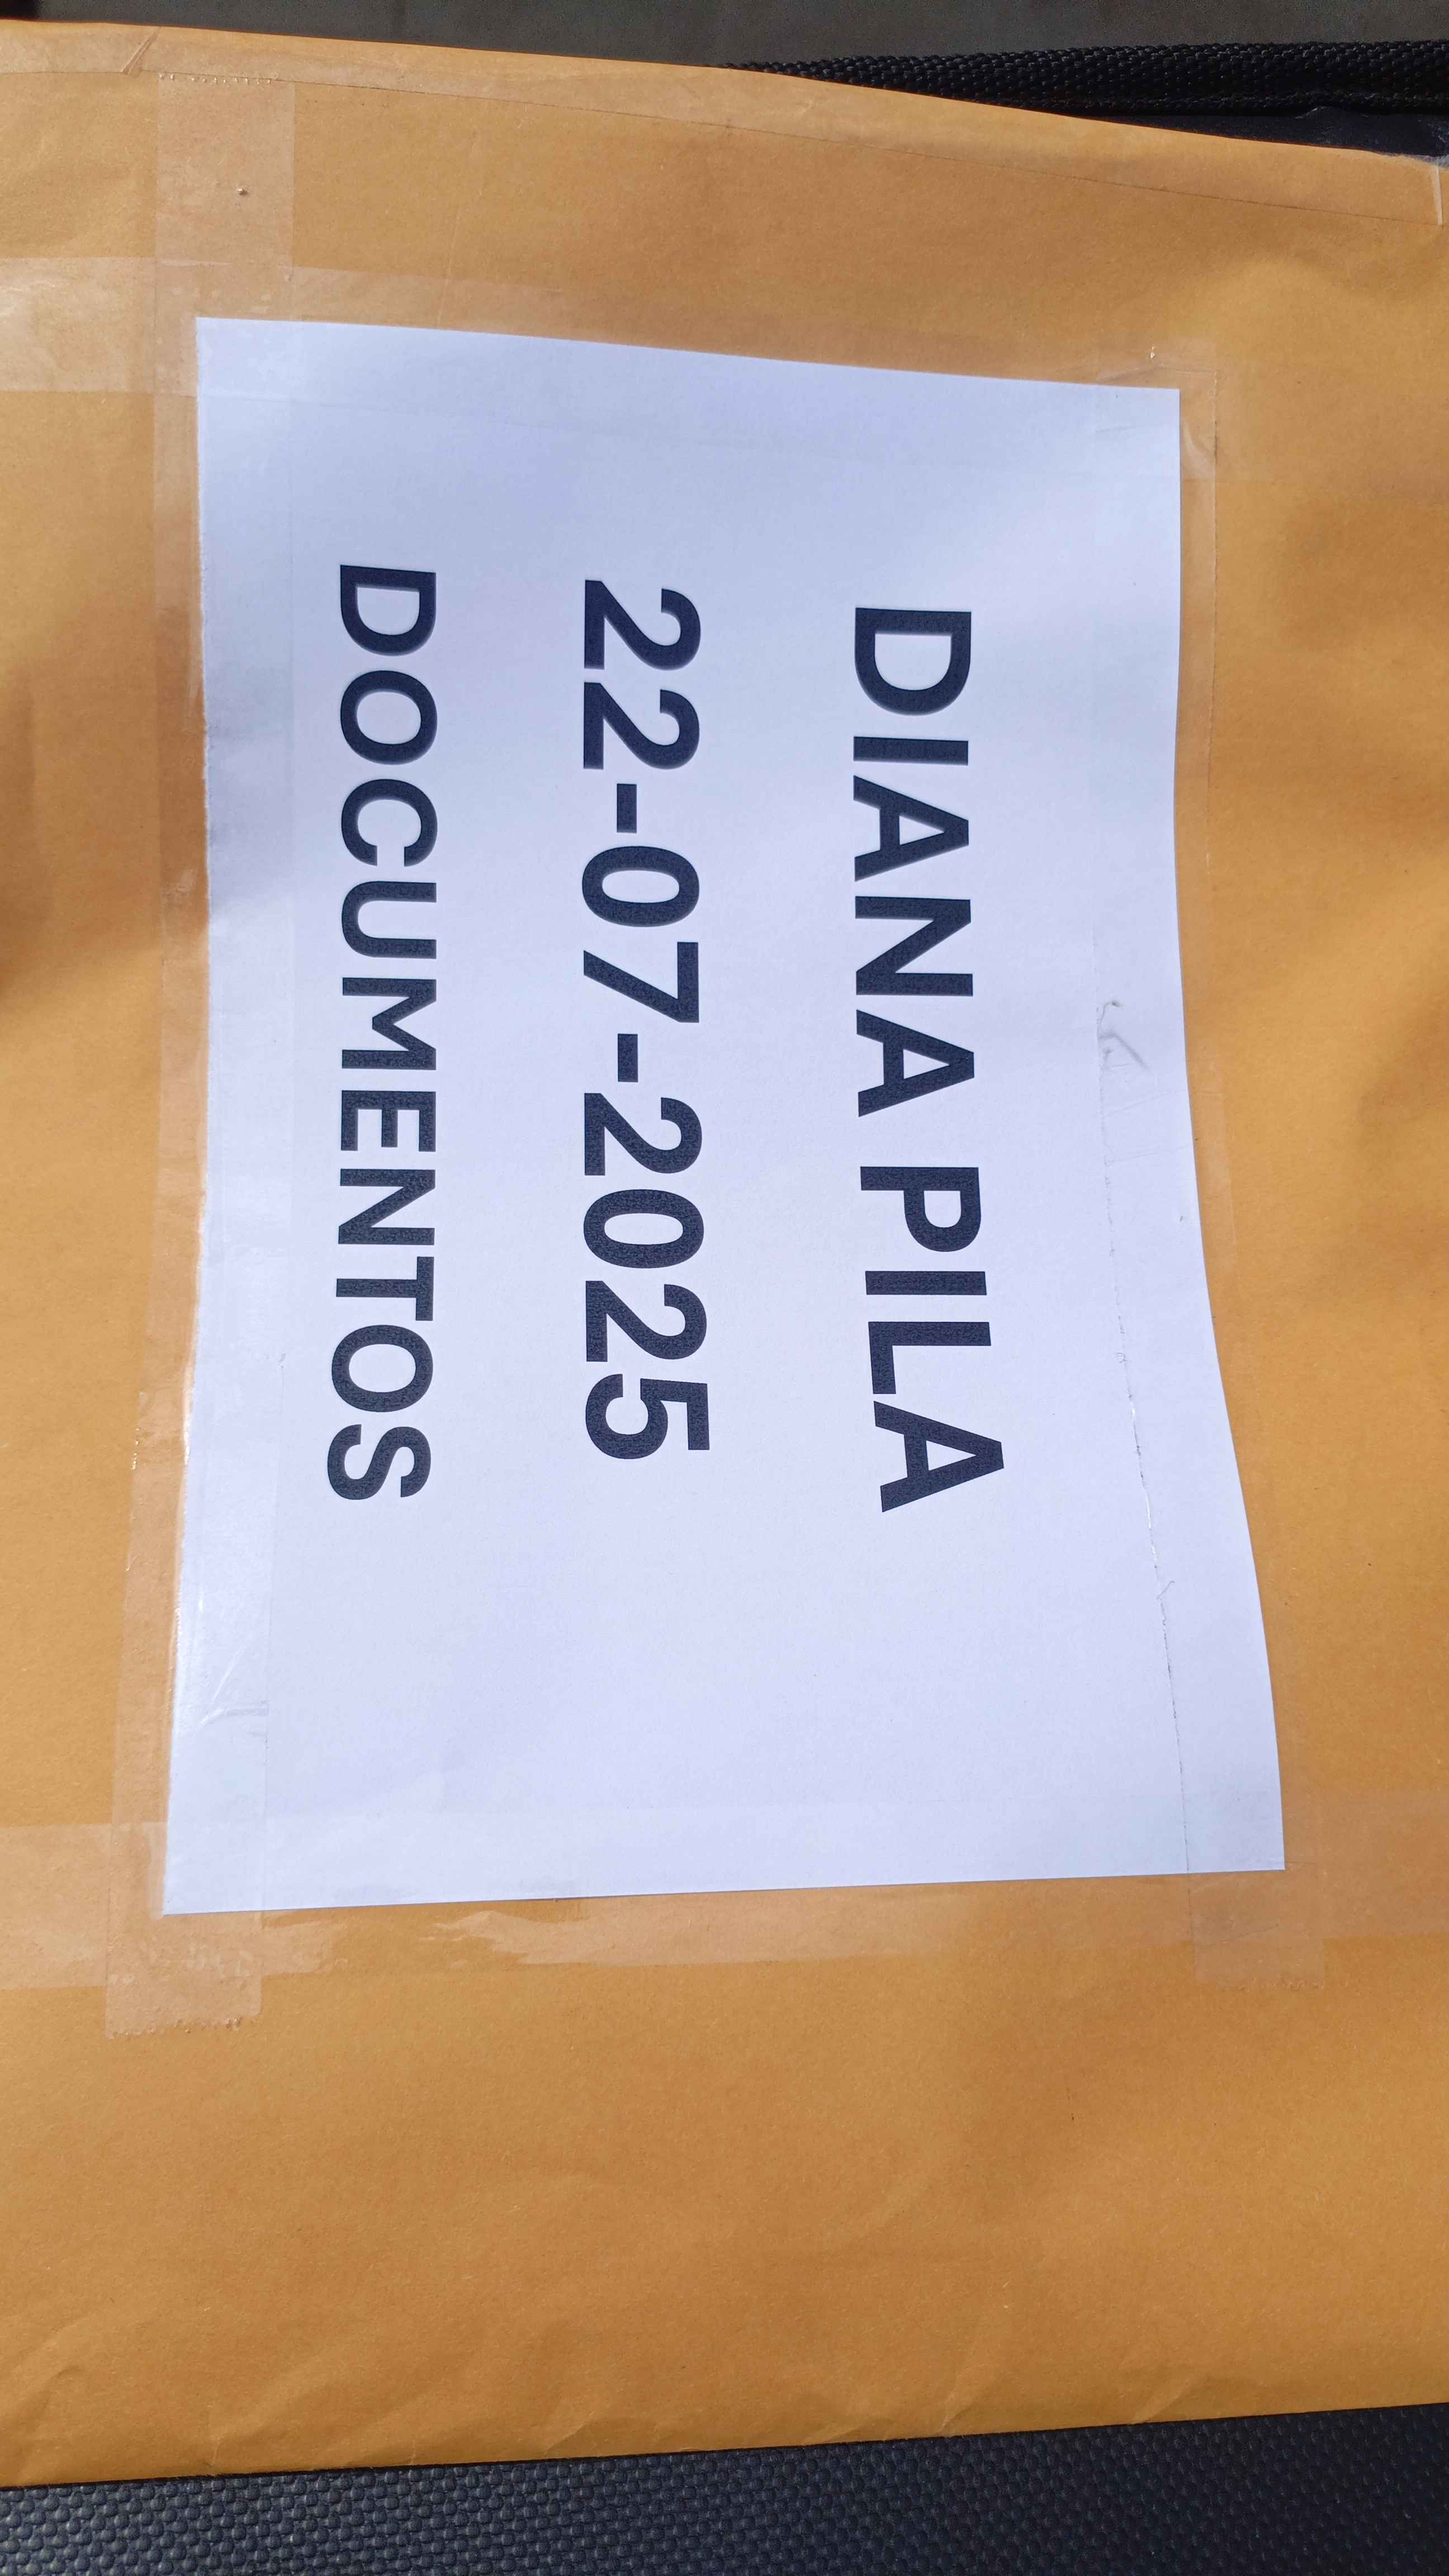 DIANA PILA
22-07-2025
DOCUMENTOS